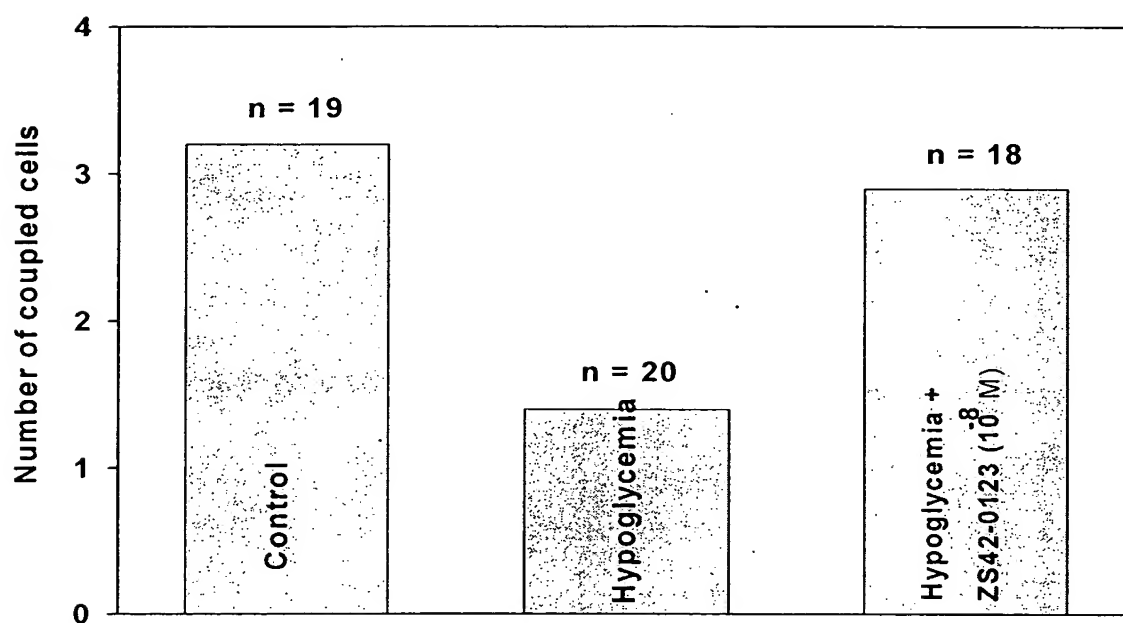 Number of coupled cells
4
3
2
1
0
n = 19
Control
n = 20
Hypoglycemia
n = 18
Hypoglycemia +
ZS42-0123 (10⁻⁸ M)